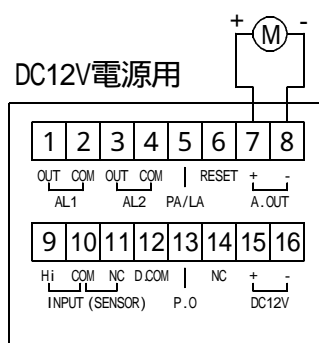 + M -
DC12V電源用
1 2 3 4 5 6 7 8
OUT COM OUT COM RESET + -
AL1 AL2 PA/LA A.OUT
9 10 11 12 13 14 15 16
Hi COM NC D.COM NC + -
INPUT (SENSOR) P.O DC12V